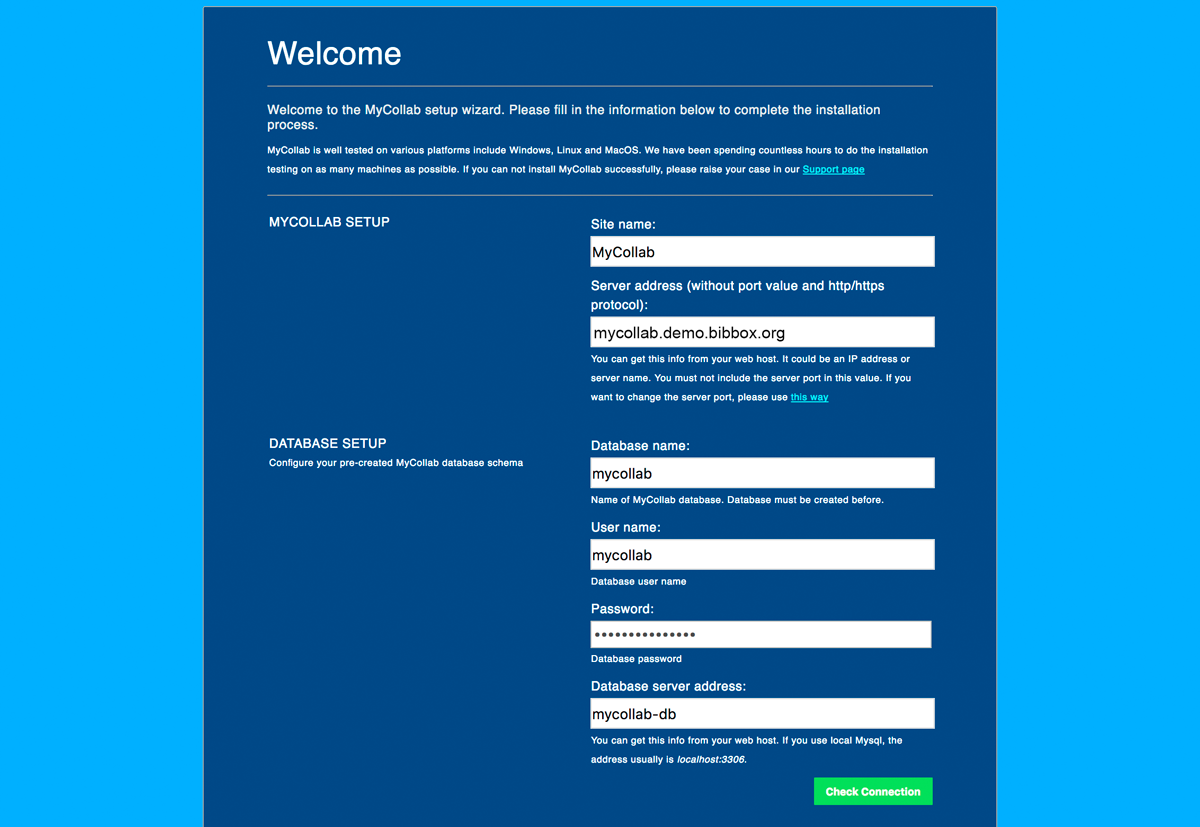 Welcome
Welcome to the MyCollab setup wizard. Please fill in the information below to complete the installation
process.
MyCollab is well tested on various platforms include Windows, Linux and MacOS. We have been spending countless hours to do the installation
testing on as many machines as possible. If you can not install MyCollab successfully, please raise your case in our Support page
MYCOLLAB SETUP
Site name:
MyCollab
Server address (without port value and http/https
protocol):
mycollab.demo.bibbox.org
You can get this info from your web host. It could be an IP address or
server name. You must not include the server port in this value. If you
want to change the server port, please use this way
DATABASE SETUP
Configure your pre-created MyCollab database schema
Database name:
mycollab
Name of MyCollab database. Database must be created before.
User name:
mycollab
Database user name
Password:
•••••••••••••••
Database password
Database server address:
mycollab-db
You can get this info from your web host. If you use local Mysql, the
address usually is localhost:3306.
Check Connection